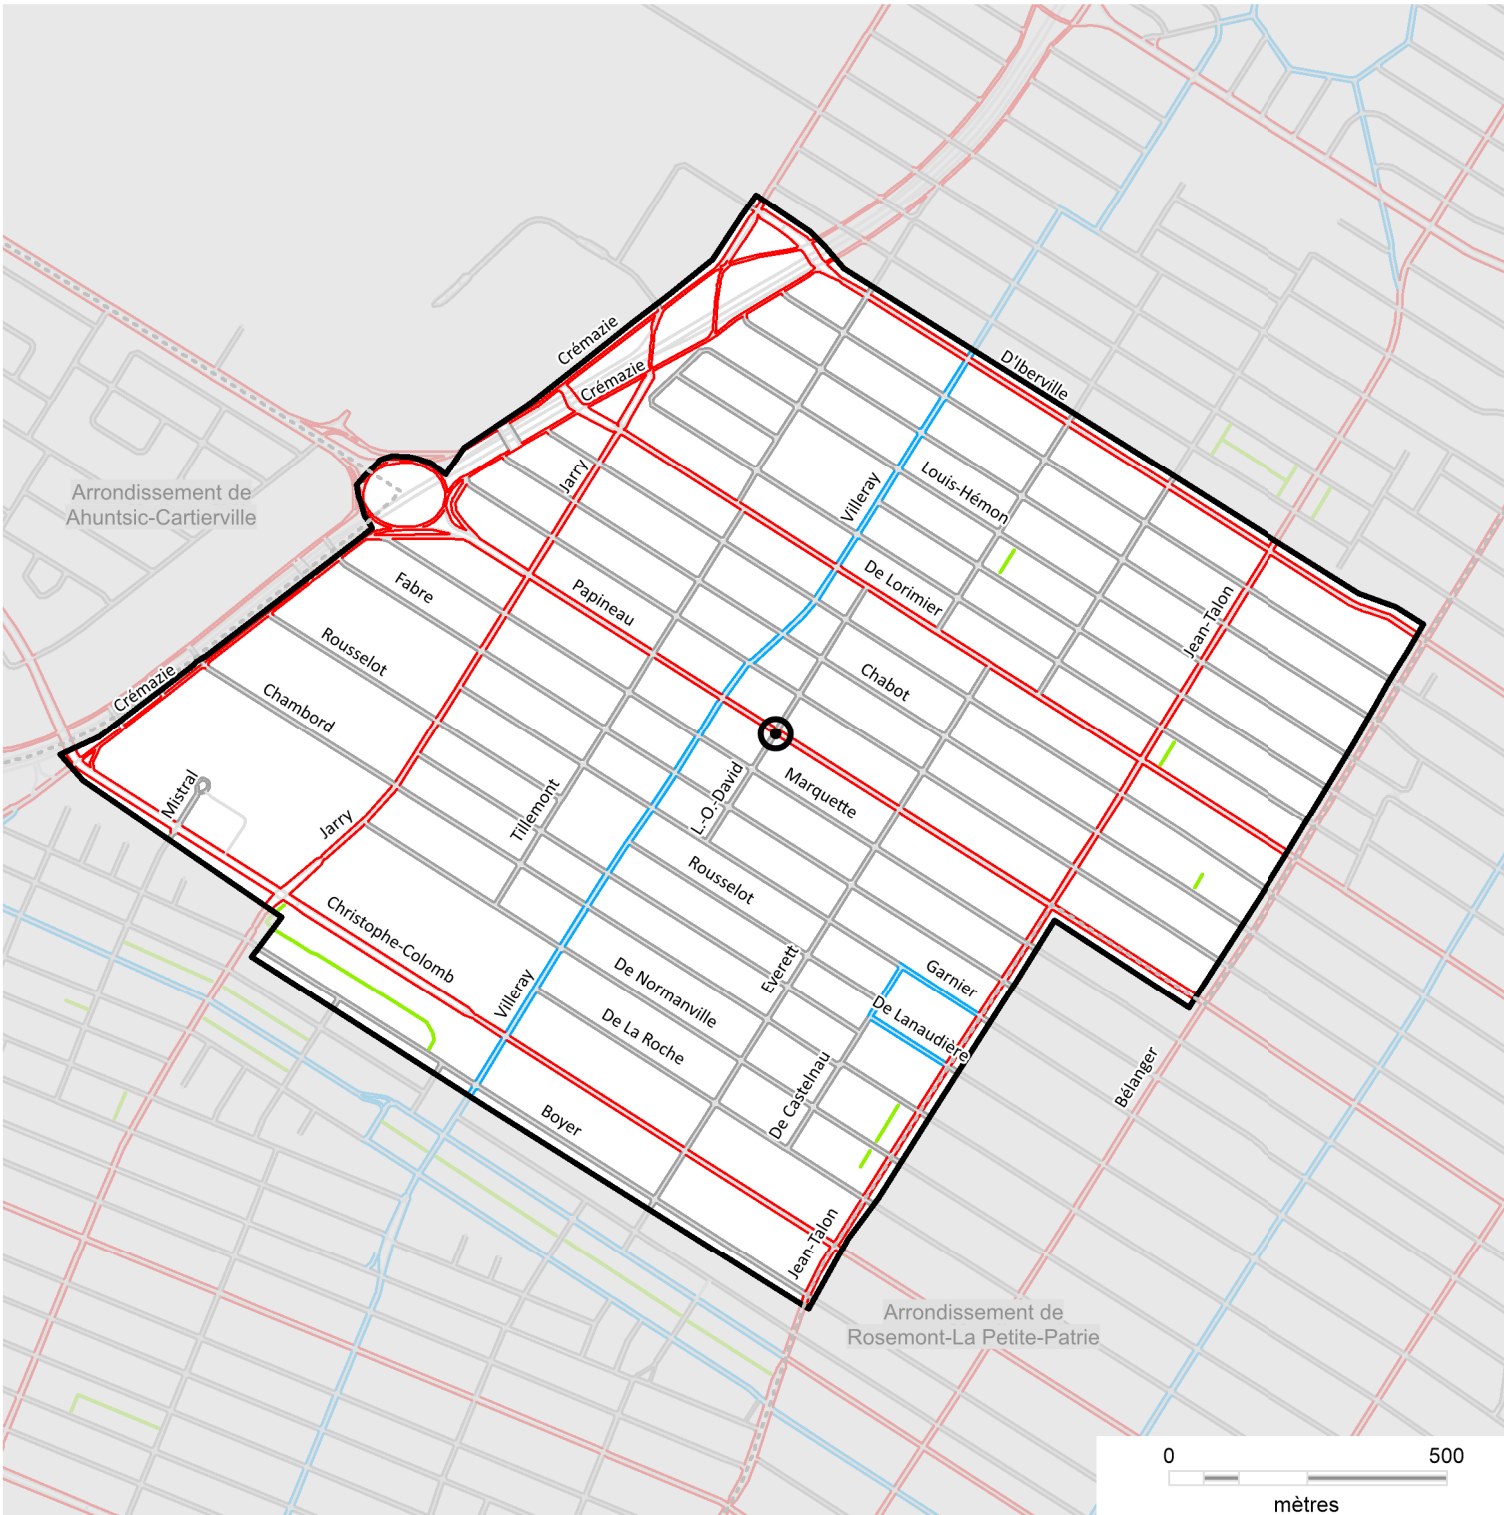 Crémazie
Crémazie
D'Iberville
Jarry
Louis-Hémon
Villeray
Arrondissement de
Ahuntsic-Cartierville
Fabre
Papineau
De Lorimier
Jean-Talon
Rousselot
Crémazie
Chambord
Chabot
Mistral
Jarry
Tillemont
L.-O.-David
Marquette
Rousselot
Christophe-Colomb
Villeray
De Normanville
Everett
Garnier
De La Roche
De Lanaudière
De Castelnau
Boyer
Bélanger
Jean-Talon
Arrondissement de
Rosemont-La Petite-Patrie
0 500
mètres